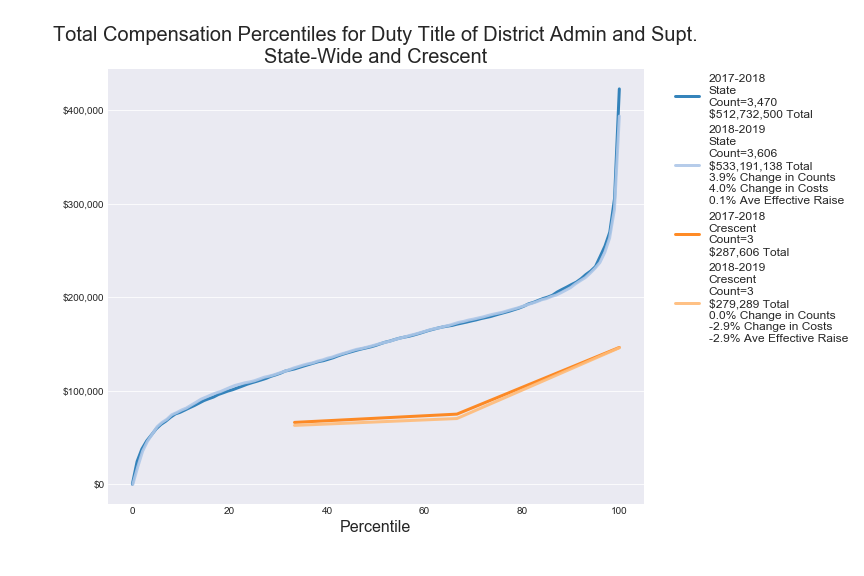 Total Compensation Percentiles for Duty Title of District Admin and Supt.
State-Wide and Crescent
$400,000
$300,000
$200,000
$100,000
$0
0
20
40
60
80
100
Percentile
2017-2018
State
Count=3,470
$512,732,500 Total
2018-2019
State
Count=3,606
$533,191,138 Total
3.9% Change in Counts
4.0% Change in Costs
0.1% Ave Effective Raise
2017-2018
Crescent
Count=3
$287,606 Total
2018-2019
Crescent
Count=3
$279,289 Total
0.0% Change in Counts
-2.9% Change in Costs
-2.9% Ave Effective Raise